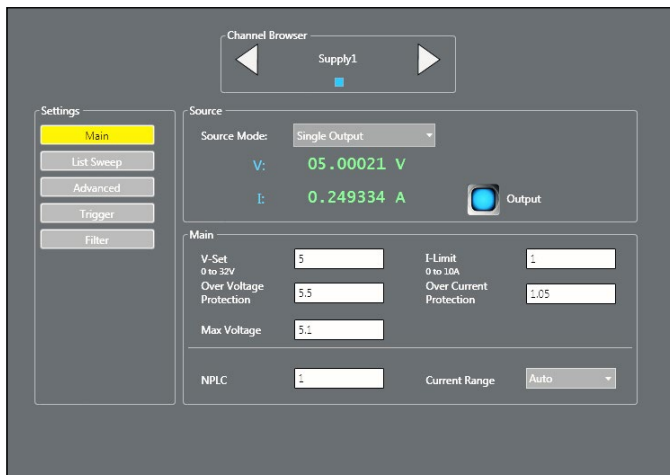 Channel Browser
Supply1
Settings
Main
List Sweep
Advanced
Trigger
Filter
Source
Source Mode: Single Output
V: 05.00021 V
I: 0.249334 A
Output
Main
V-Set 5
0 to 32V
I-Limit 1
0 to 10A
Over Voltage
Protection 5.5
Over Current
Protection 1.05
Max Voltage 5.1
NPLC 1
Current Range Auto